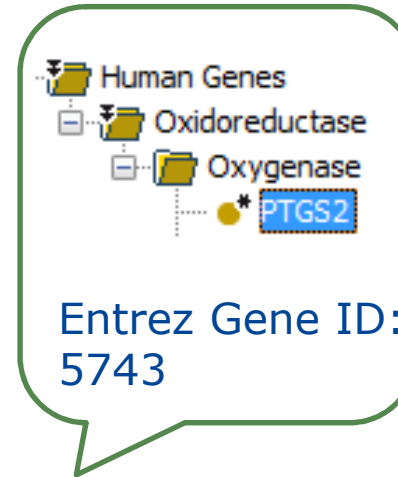 Human Genes
Oxidoreductase
Oxygenase
PTGS2
Entrez Gene ID:
5743